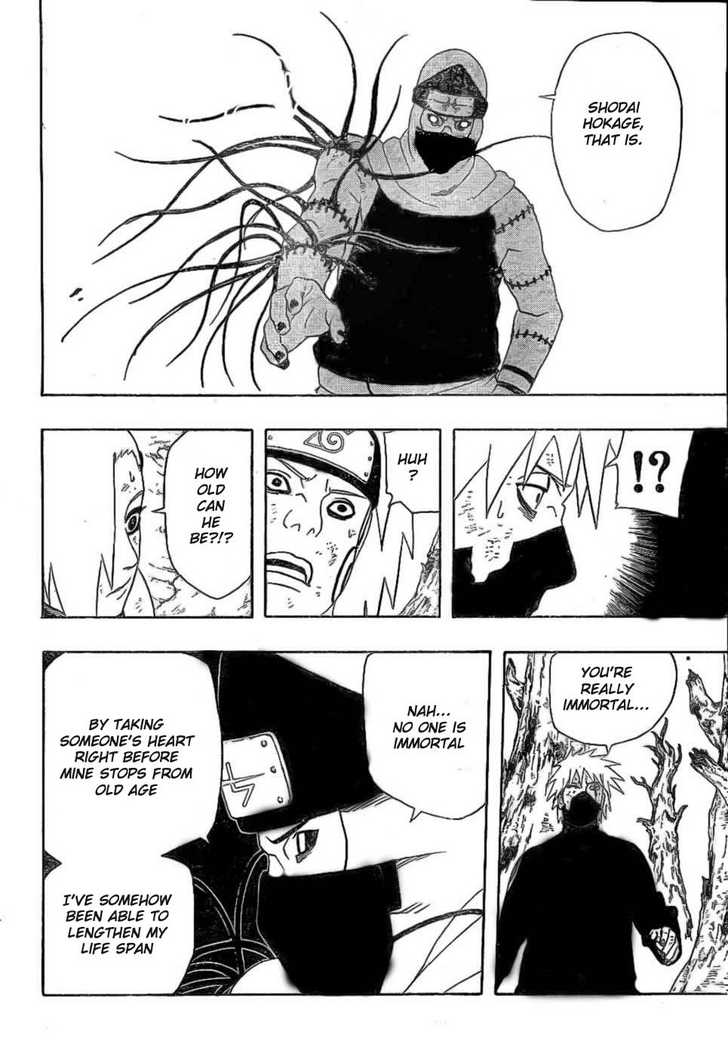 SHODAI
HOKAGE,
THAT IS.
!?
HUH
?
HOW
OLD
CAN
HE
BE?!?
YOU'RE
REALLY
IMMORTAL...
NAH...
NO ONE IS
IMMORTAL
BY TAKING
SOMEONE'S HEART
RIGHT BEFORE
MINE STOPS FROM
OLD AGE
I'VE SOMEHOW
BEEN ABLE TO
LENGTHEN MY
LIFE SPAN